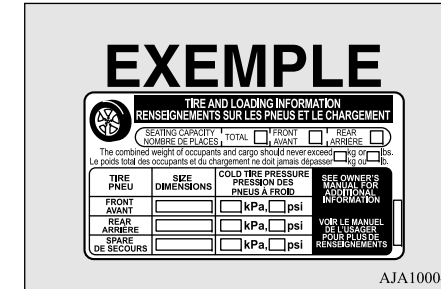 EXEMPLE
TIRE AND LOADING INFORMATION
RENSEIGNEMENTS SUR LES PNEUS ET LE CHARGEMENT
SEATING CAPACITY
NOMBRE DE PLACES
TOTAL
FRONT
AVANT
REAR
ARRIÈRE
The combined weight of occupants and cargo should never exceed kg or lbs.
Le poids total des occupants et du chargement ne doit jamais dépasser kg ou lb.
TIRE
PNEU
SIZE
DIMENSIONS
COLD TIRE PRESSURE
PRESSION DES
PNEUS À FROID
SEE OWNER'S
MANUAL FOR
ADDITIONAL
INFORMATION
FRONT
AVANT
kPa, psi
REAR
ARRIÈRE
kPa, psi
SPARE
DE SECOURS
kPa, psi
VOIR LE MANUEL
DE L'USAGER
POUR PLUS DE
RENSEIGNEMENTS